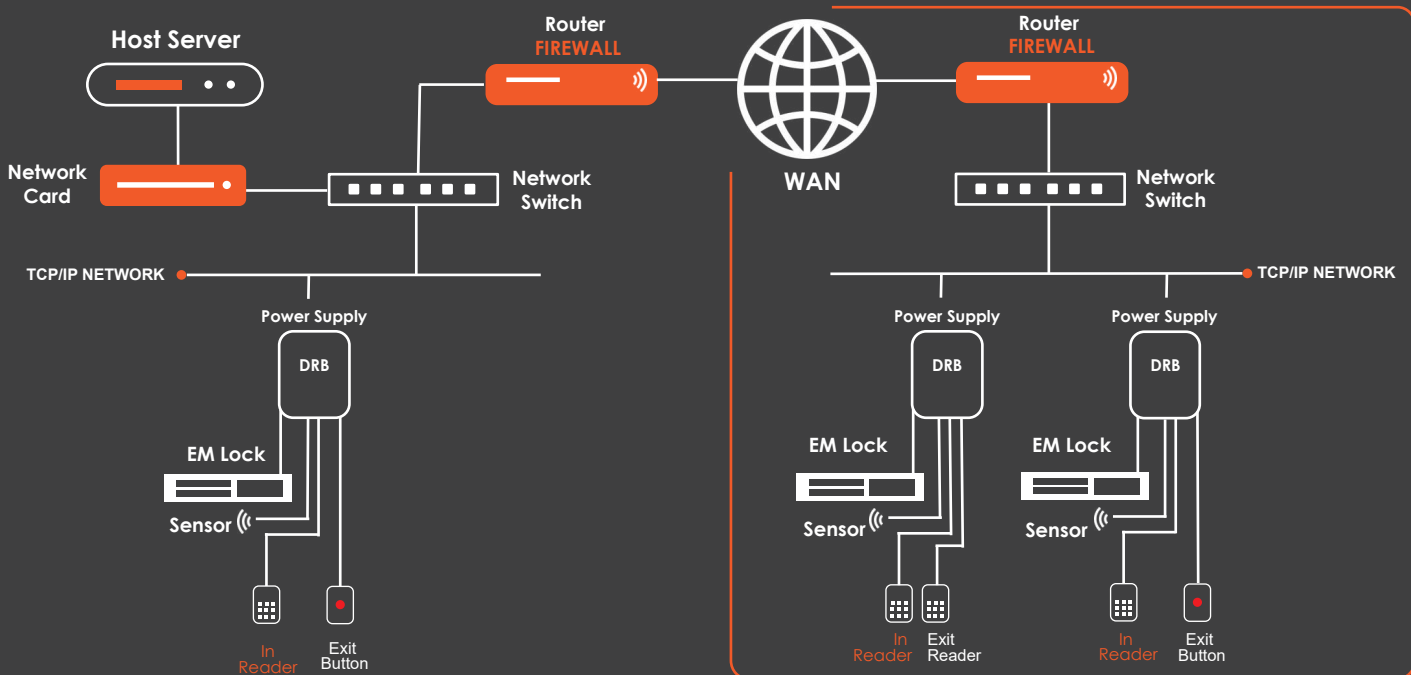 Host Server
Router
FIREWALL
Router
FIREWALL
Network
Card
Network
Switch
WAN
Network
Switch
TCP/IP NETWORK
TCP/IP NETWORK
Power Supply
DRB
EM Lock
Sensor
In
Reader
Exit
Button
Power Supply
DRB
EM Lock
Sensor
In
Reader
Exit
Reader
Power Supply
DRB
EM Lock
Sensor
In
Reader
Exit
Button